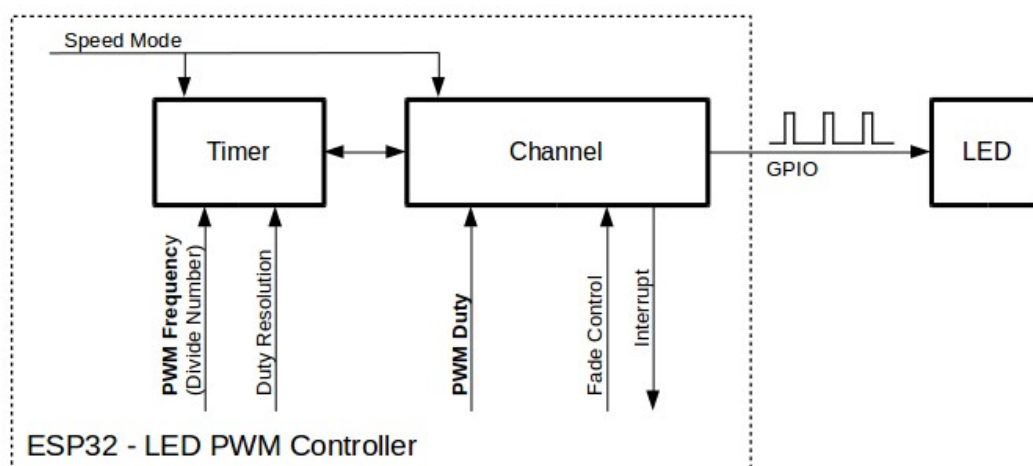 Speed Mode
Timer
Channel
GPIO
LED
PWM Frequency
(Divide Number)
Duty Resolution
PWM Duty
Fade Control
Interrupt
ESP32 - LED PWM Controller